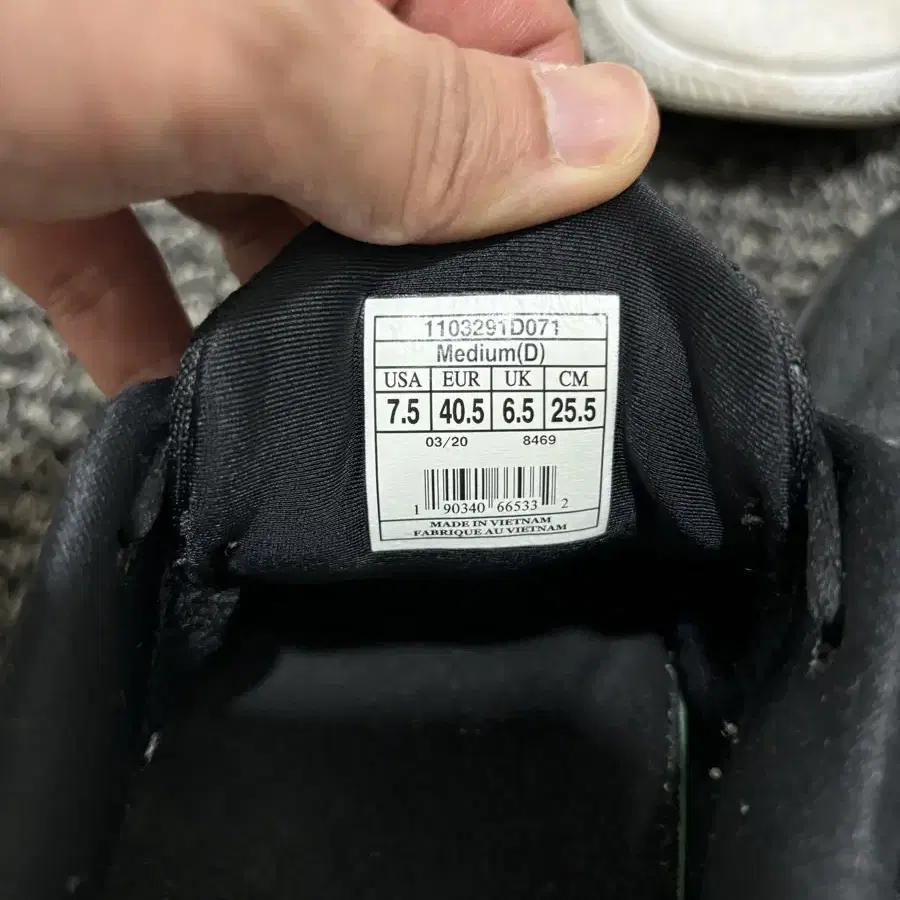 1103291D071
Medium(D)
USA EUR UK CM
7.5 40.5 6.5 25.5
03/20 8469
1 90340 66533 2
MADE IN VIETNAM
FABRIQUE AU VIETNAM